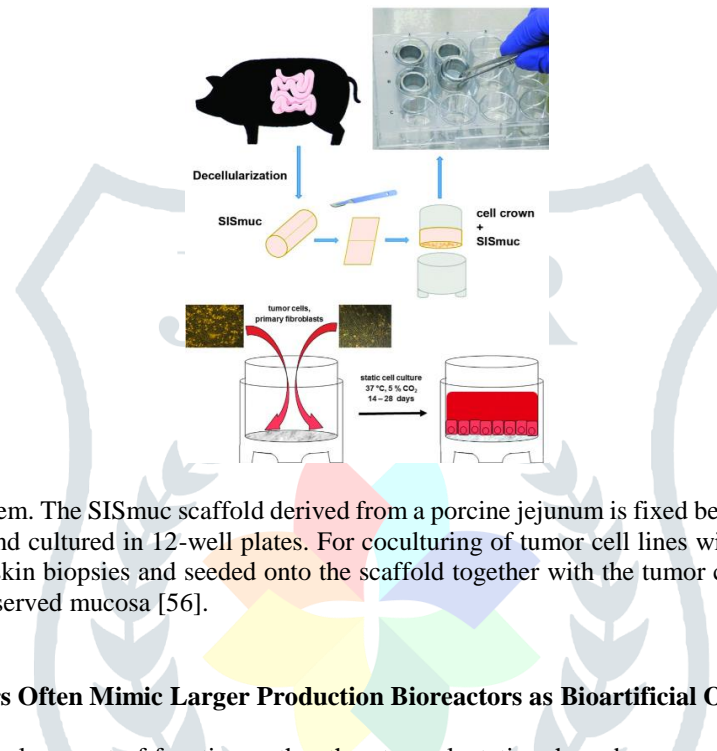 Decellularization
SISmuc
cell crown
+
SISmuc
tumor cells,
primary fibroblasts
static cell culture
37 °C, 5 % CO₂
14 – 28 days
em. The SISmuc scaffold derived from a porcine jejunum is fixed be
nd cultured in 12-well plates. For coculturing of tumor cell lines wi
skin biopsies and seeded onto the scaffold together with the tumor
served mucosa [56].
s Often Mimic Larger Production Bioreactors as Bioartificial O